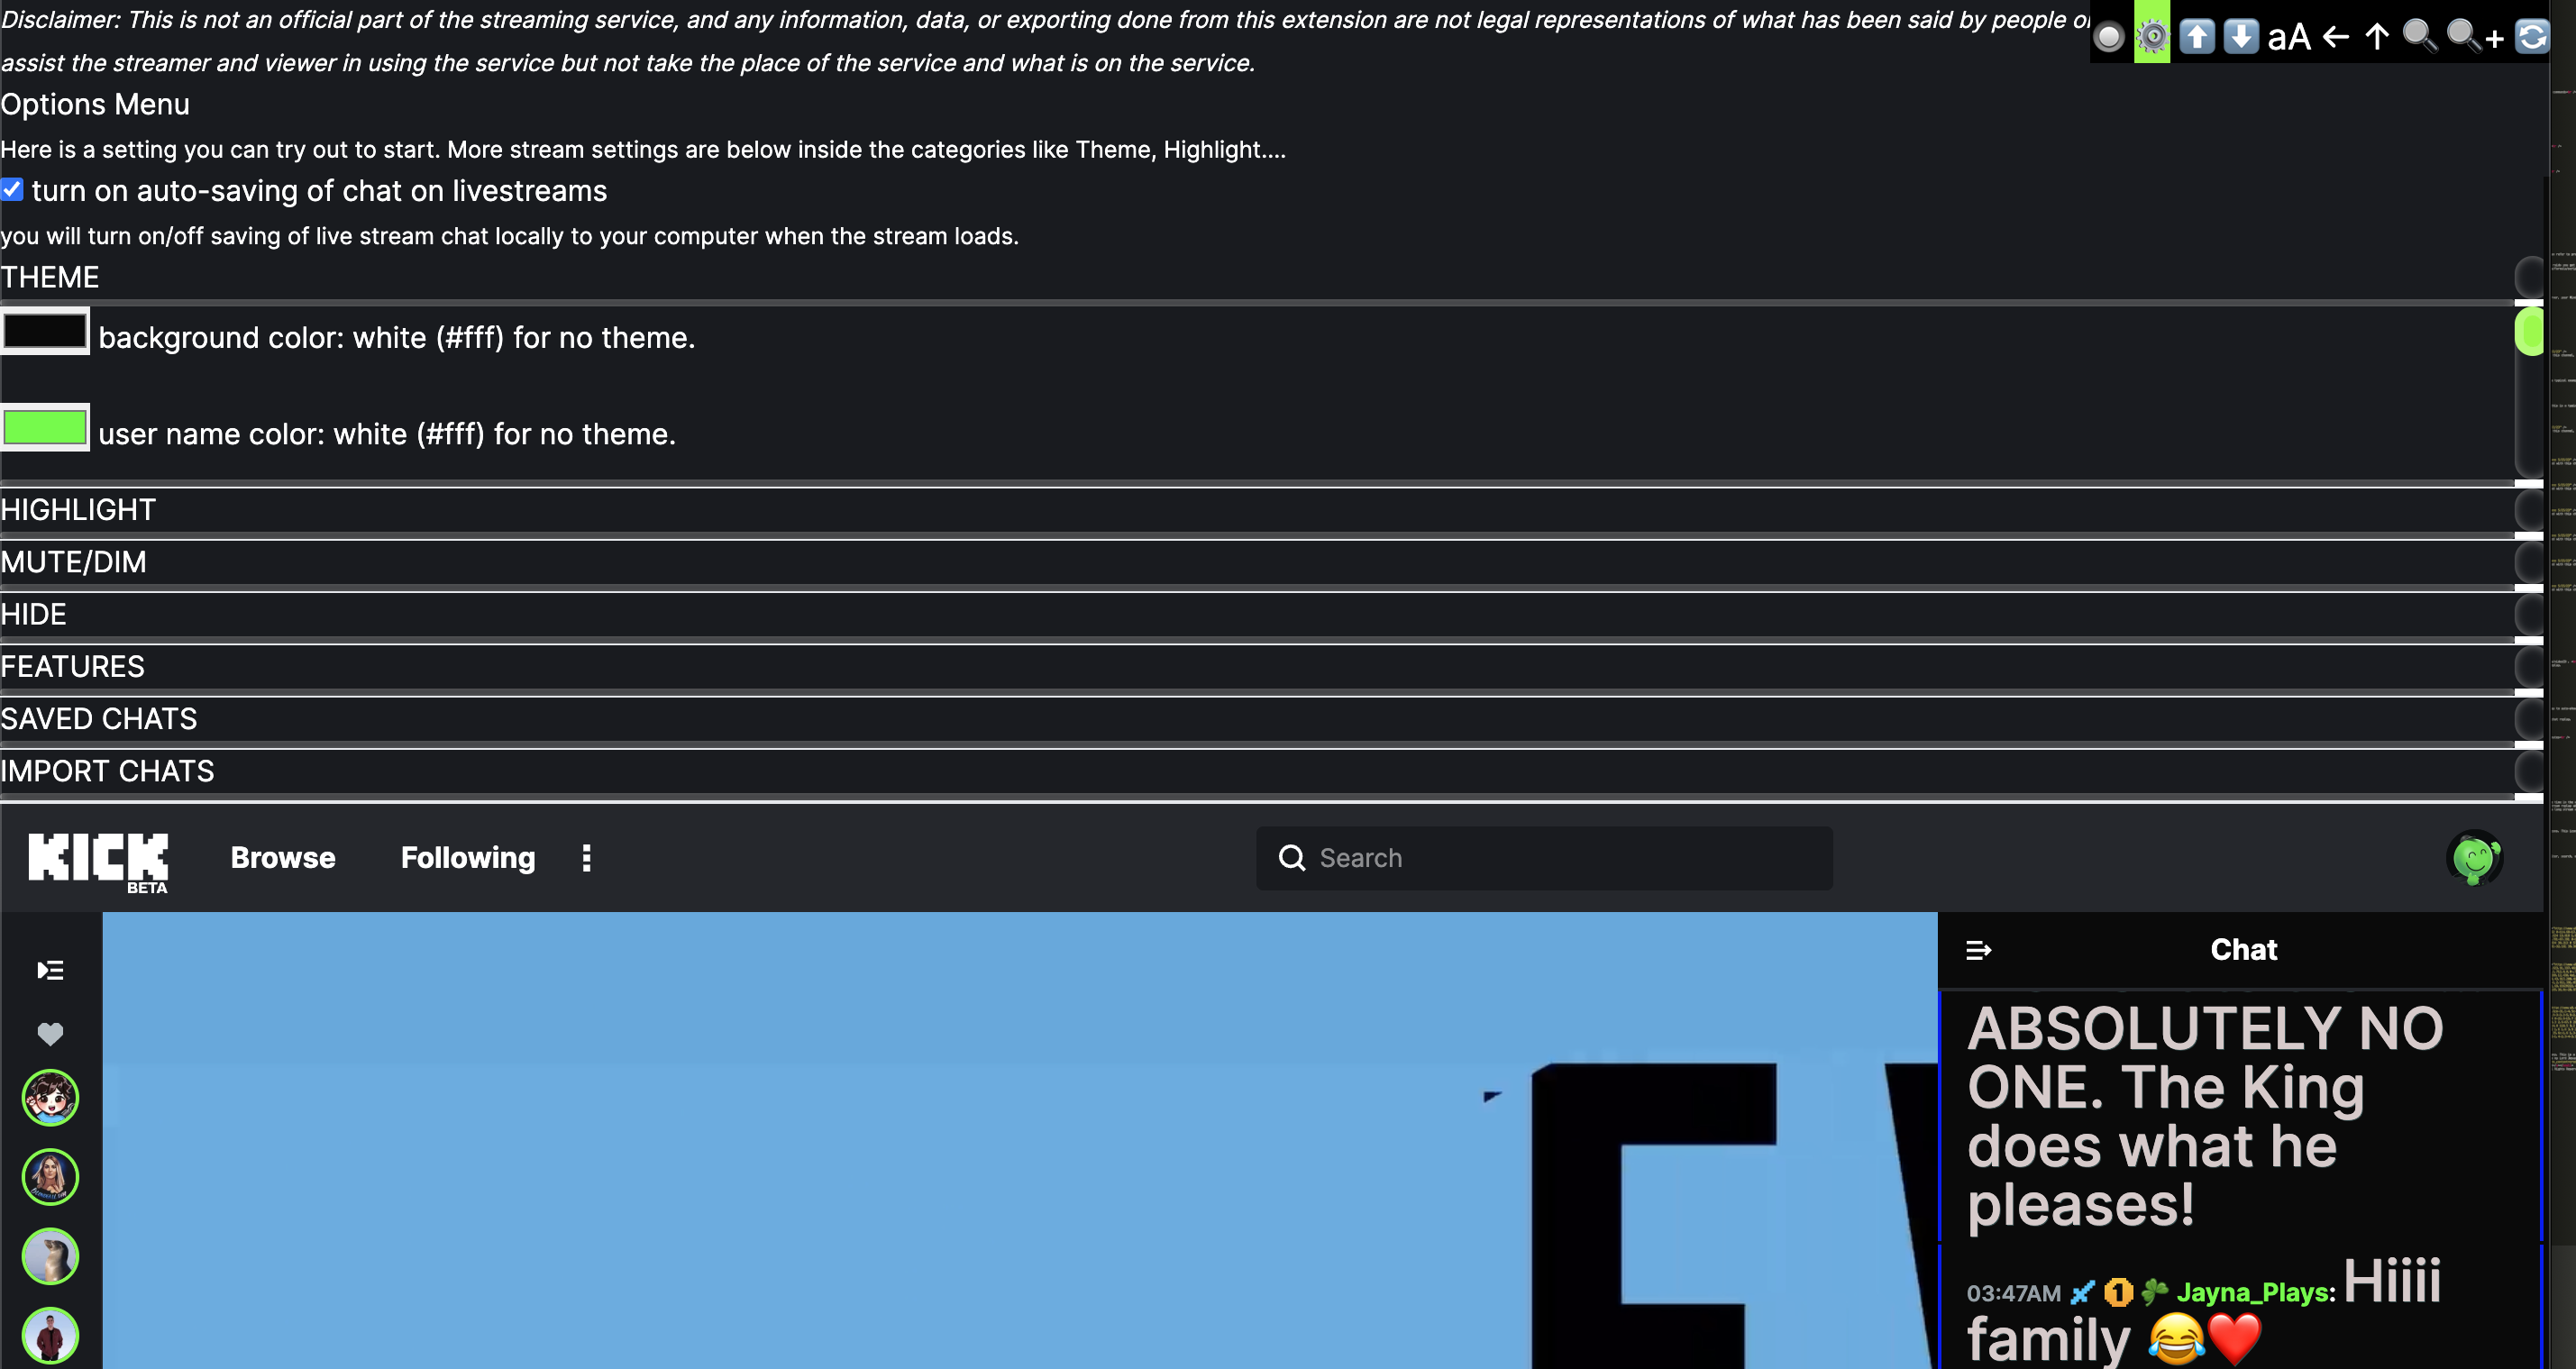 Disclaimer: This is not an official part of the streaming service, and any information, data, or exporting done from this extension are not legal representations of what has been said by people
assist the streamer and viewer in using the service but not take the place of the service and what is on the service.
aA ← ↑ +
Options Menu
Here is a setting you can try out to start. More stream settings are below inside the categories like Theme, Highlight....
turn on auto-saving of chat on livestreams
you will turn on/off saving of live stream chat locally to your computer when the stream loads.
THEME
background color: white (#fff) for no theme.
user name color: white (#fff) for no theme.
HIGHLIGHT
MUTE/DIM
HIDE
FEATURES
SAVED CHATS
IMPORT CHATS
KICK BETA Browse Following Search
Chat
ABSOLUTELY NO
ONE. The King
does what he
pleases!
03:47AM 1 Jayna_Plays: Hiiii
family 😂❤️